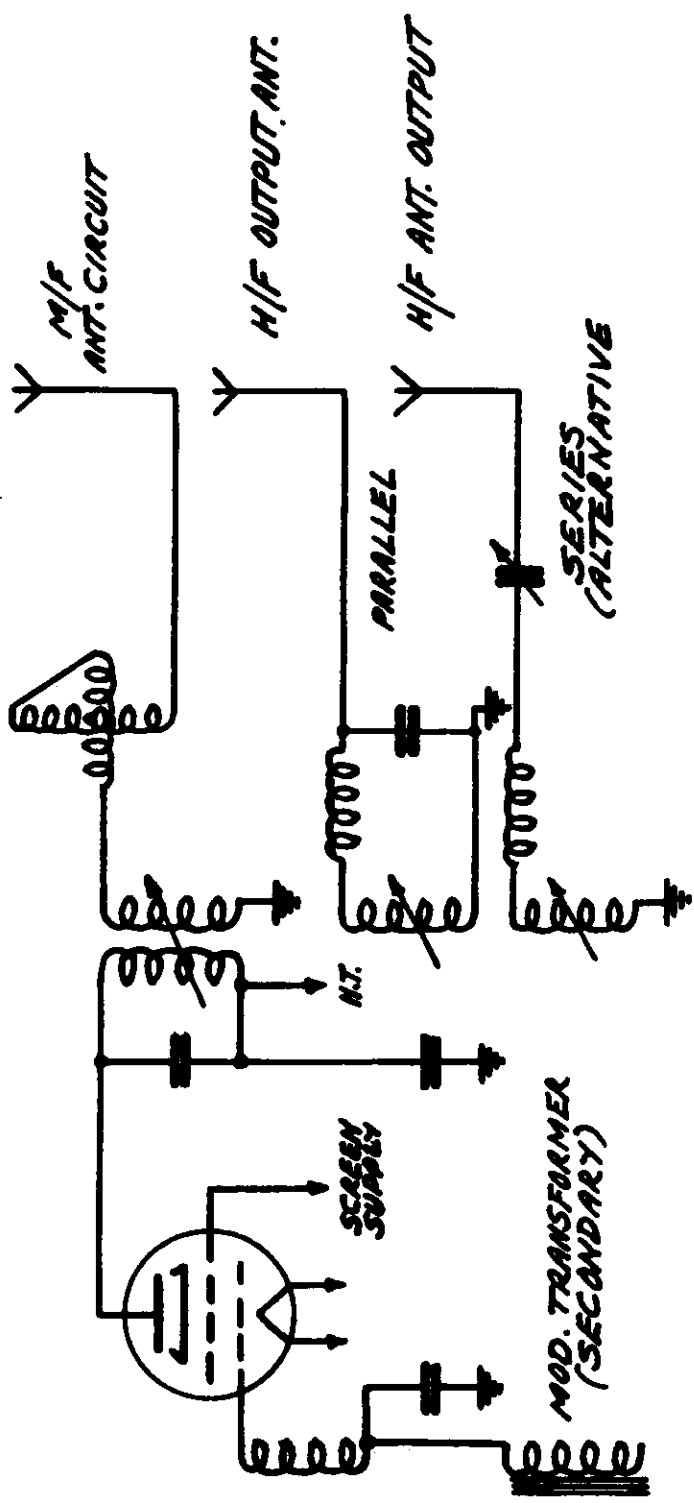 M/F
ANT. CIRCUIT
H/F OUTPUT ANT.
H/F ANT. OUTPUT
PARALLEL
SERIES
(ALTERNATIVE
H.T.
SCREEN
SUPPLY
MOD. TRANSFORMER
(SECONDARY)